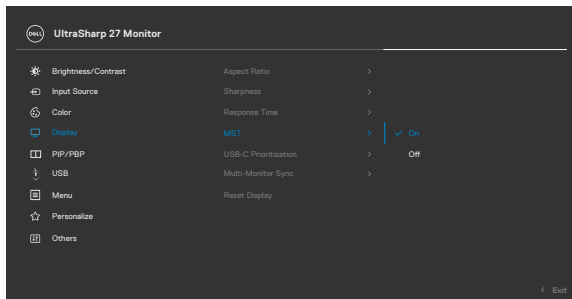 DELL UltraSharp 27 Monitor
Brightness/Contrast Aspect Ratio
Input Source Sharpness
Color Response Time
Display MST On
PIP/PBP USB-C Prioritization Off
USB Multi-Monitor Sync
Menu Reset Display
Personalize
Others
Exit